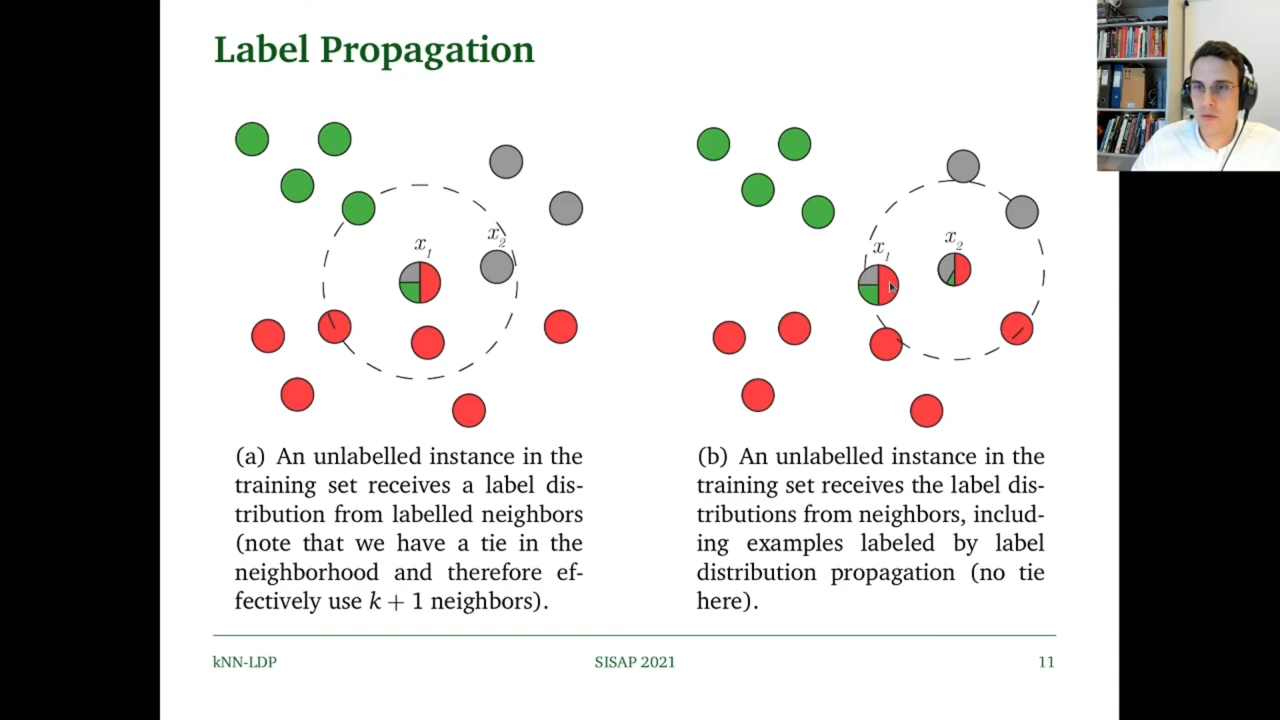 Label Propagation
x₁
x₂
x₁
x₂
(a) An unlabelled instance in the
training set receives a label dis-
tribution from labelled neighbors
(note that we have a tie in the
neighborhood and therefore ef-
fectively use k + 1 neighbors).
(b) An unlabelled instance in the
training set receives the label dis-
tributions from neighbors, includ-
ing examples labeled by label
distribution propagation (no tie
here).
kNN-LDP
SISAP 2021
11